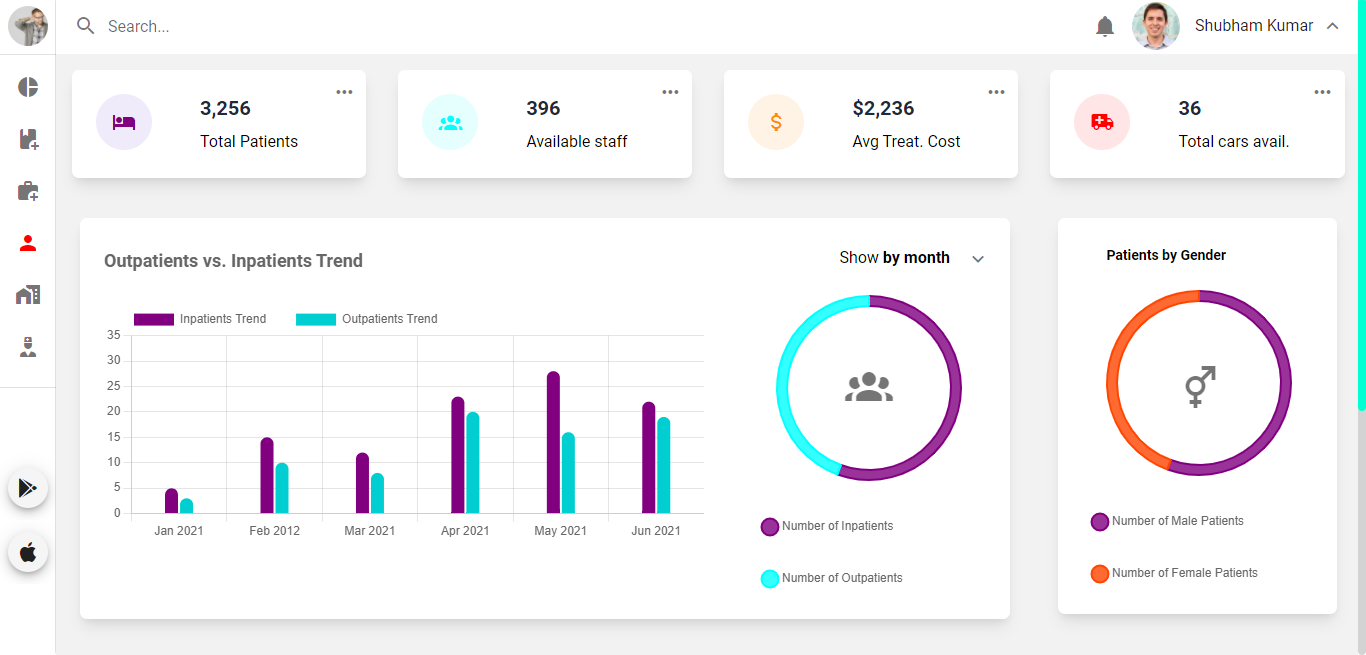 Search...
Shubham Kumar
3,256
Total Patients
396
Available staff
$2,236
Avg Treat. Cost
36
Total cars avail.
Outpatients vs. Inpatients Trend
Show by month
Inpatients Trend
Outpatients Trend
35
30
25
20
15
10
5
0
Jan 2021
Feb 2012
Mar 2021
Apr 2021
May 2021
Jun 2021
Number of Inpatients
Number of Outpatients
Patients by Gender
Number of Male Patients
Number of Female Patients